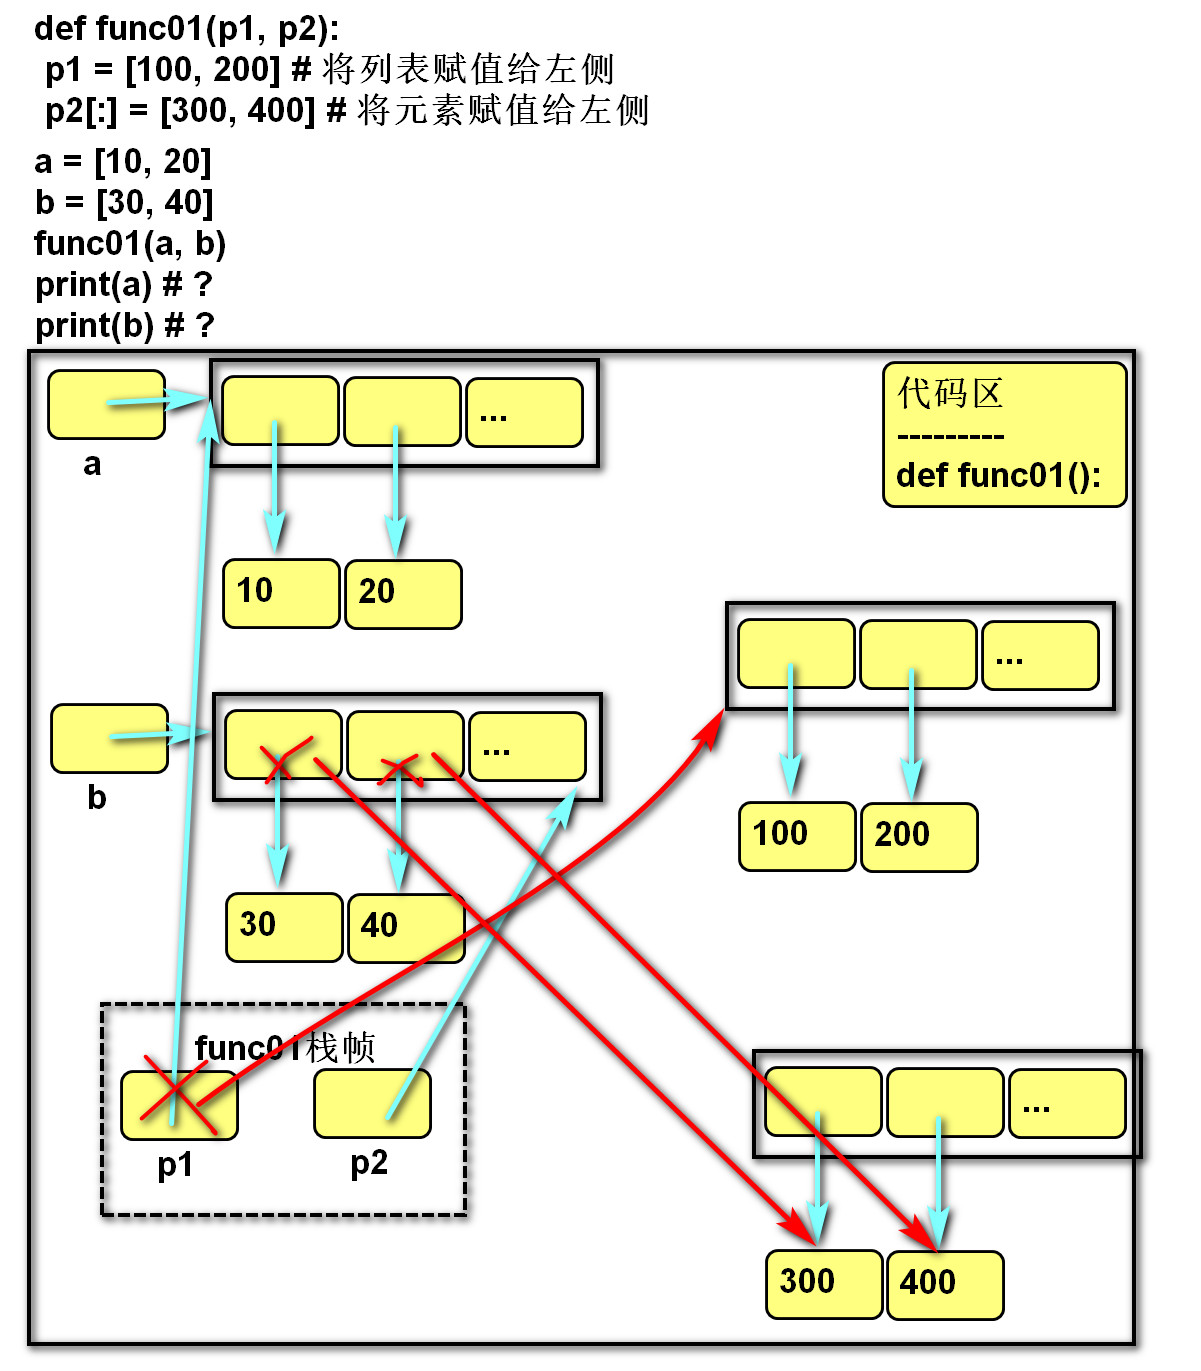 def func01(p1, p2):
p1 = [100, 200] # 将列表赋值给左侧
p2[:] = [300, 400] # 将元素赋值给左侧
a = [10, 20]
b = [30, 40]
func01(a, b)
print(a) # ?
print(b) # ?
代码区
---------
def func01():
...
a
10
20
...
...
b
100
200
30
40
func01栈帧
...
p1
p2
300
400